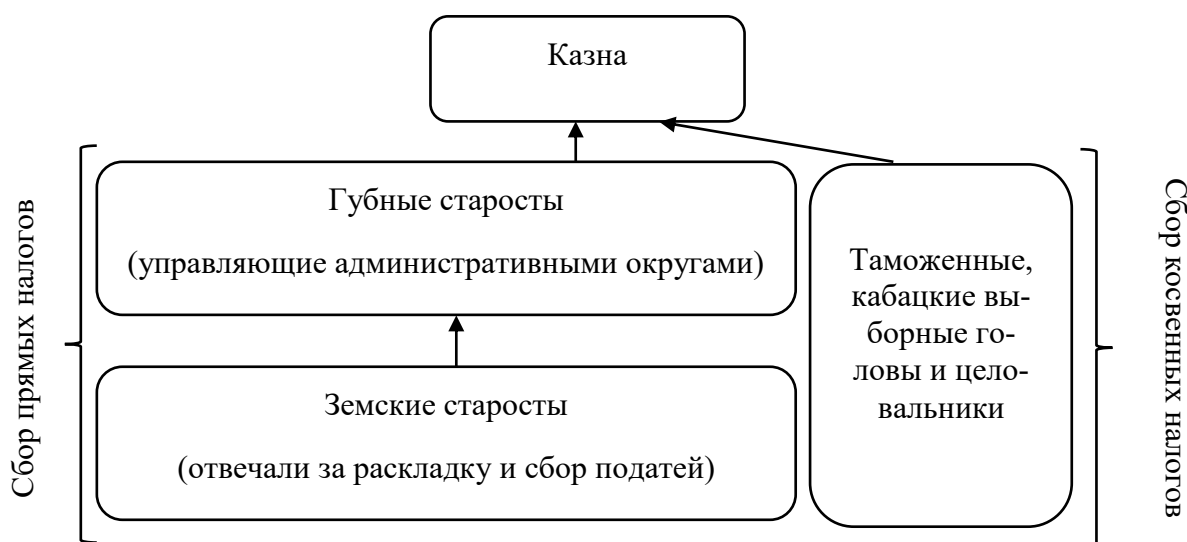 Казна
Сбор прямых налогов
Губные старосты
(управляющие административными округами)
Земские старосты
(отвечали за раскладку и сбор податей)
Таможенные,
кабацкие вы-
борные го-
ловы и цело-
вальники
Сбор косвенных налогов